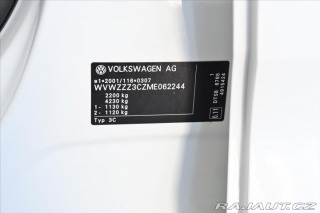 VOLKSWAGEN AG
e1*2001/116*0307
WVWZZZ3CZME062244
2200 kg
4230 kg
1- 1130 kg
2- 1120 kg
Typ 3C
RAJAUT.CZ